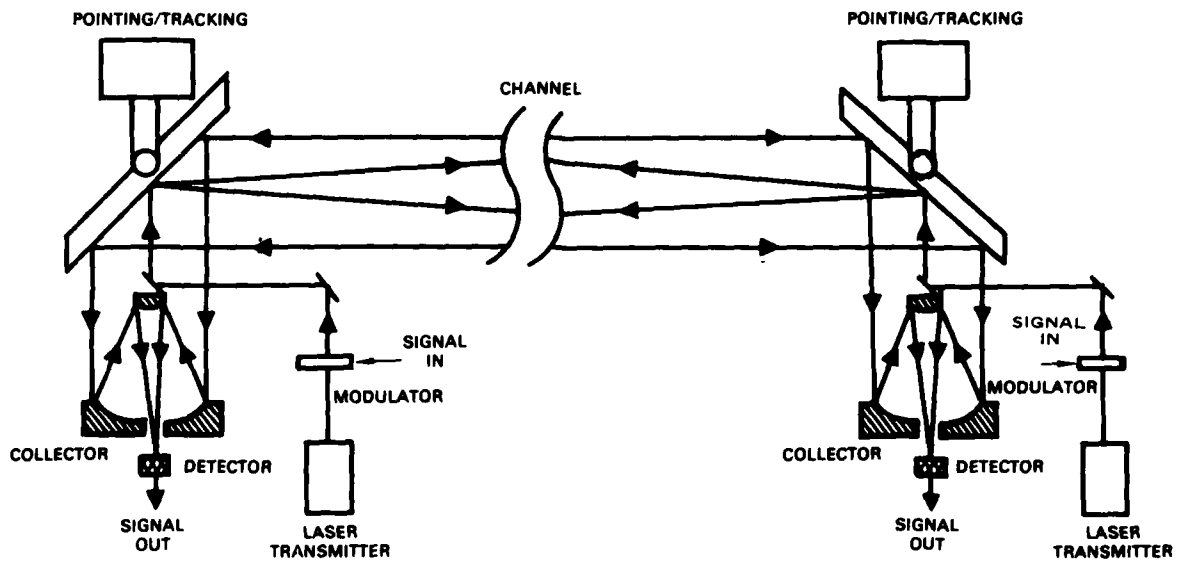 POINTING/TRACKING
POINTING/TRACKING
CHANNEL
SIGNAL
IN
MODULATOR
COLLECTOR
DETECTOR
SIGNAL
OUT
LASER
TRANSMITTER
SIGNAL
IN
MODULATOR
COLLECTOR
DETECTOR
SIGNAL
OUT
LASER
TRANSMITTER